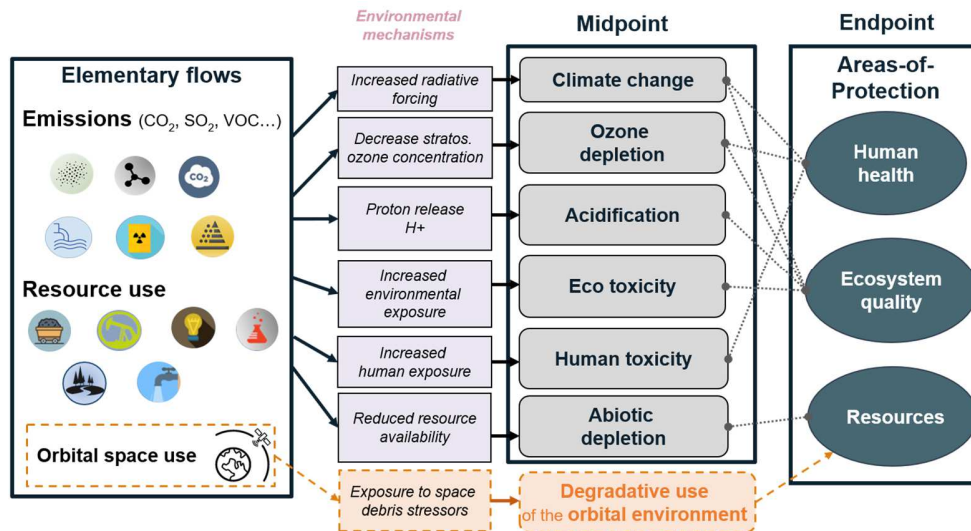 Environmental
mechanisms
Midpoint
Endpoint
Elementary flows
Emissions (CO₂, SO₂, VOC…)
CO₂
Resource use
Orbital space use
Increased radiative
forcing
Decrease stratos.
ozone concentration
Proton release
H+
Increased
environmental
exposure
Increased
human exposure
Reduced resource
availability
Exposure to space
debris stressors
Climate change
Ozone
depletion
Acidification
Eco toxicity
Human toxicity
Abiotic
depletion
Degradative use
of the orbital environment
Areas-of-
Protection
Human
health
Ecosystem
quality
Resources